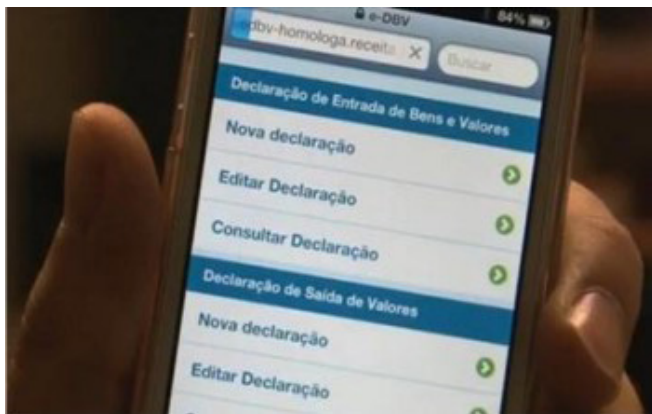 e-DBV
84%
edbv-homologa.receita
Buscar
Declaração de Entrada de Bens e Valores
Nova declaração
Editar Declaração
Consultar Declaração
Declaração de Saída de Valores
Nova declaração
Editar Declaração